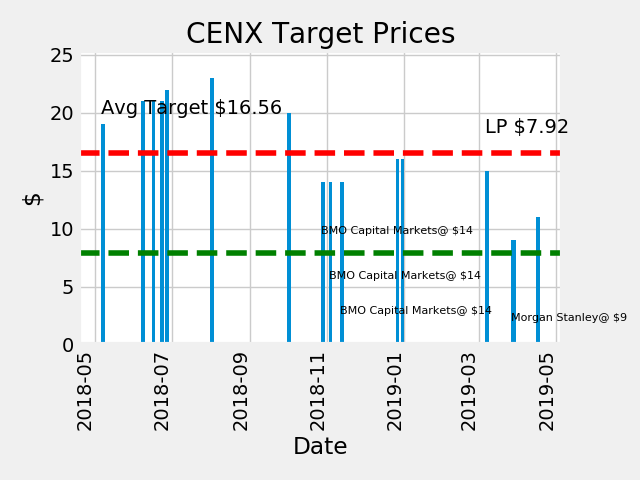 CENX Target Prices
25
Avg Target $16.56
20
LP $7.92
15
10
BMO Capital Markets@ $14
BMO Capital Markets@ $14
5
BMO Capital Markets@ $14
Morgan Stanley@ $9
0
2018-05
2018-07
2018-09
2018-11
2019-01
2019-03
2019-05
$
Date